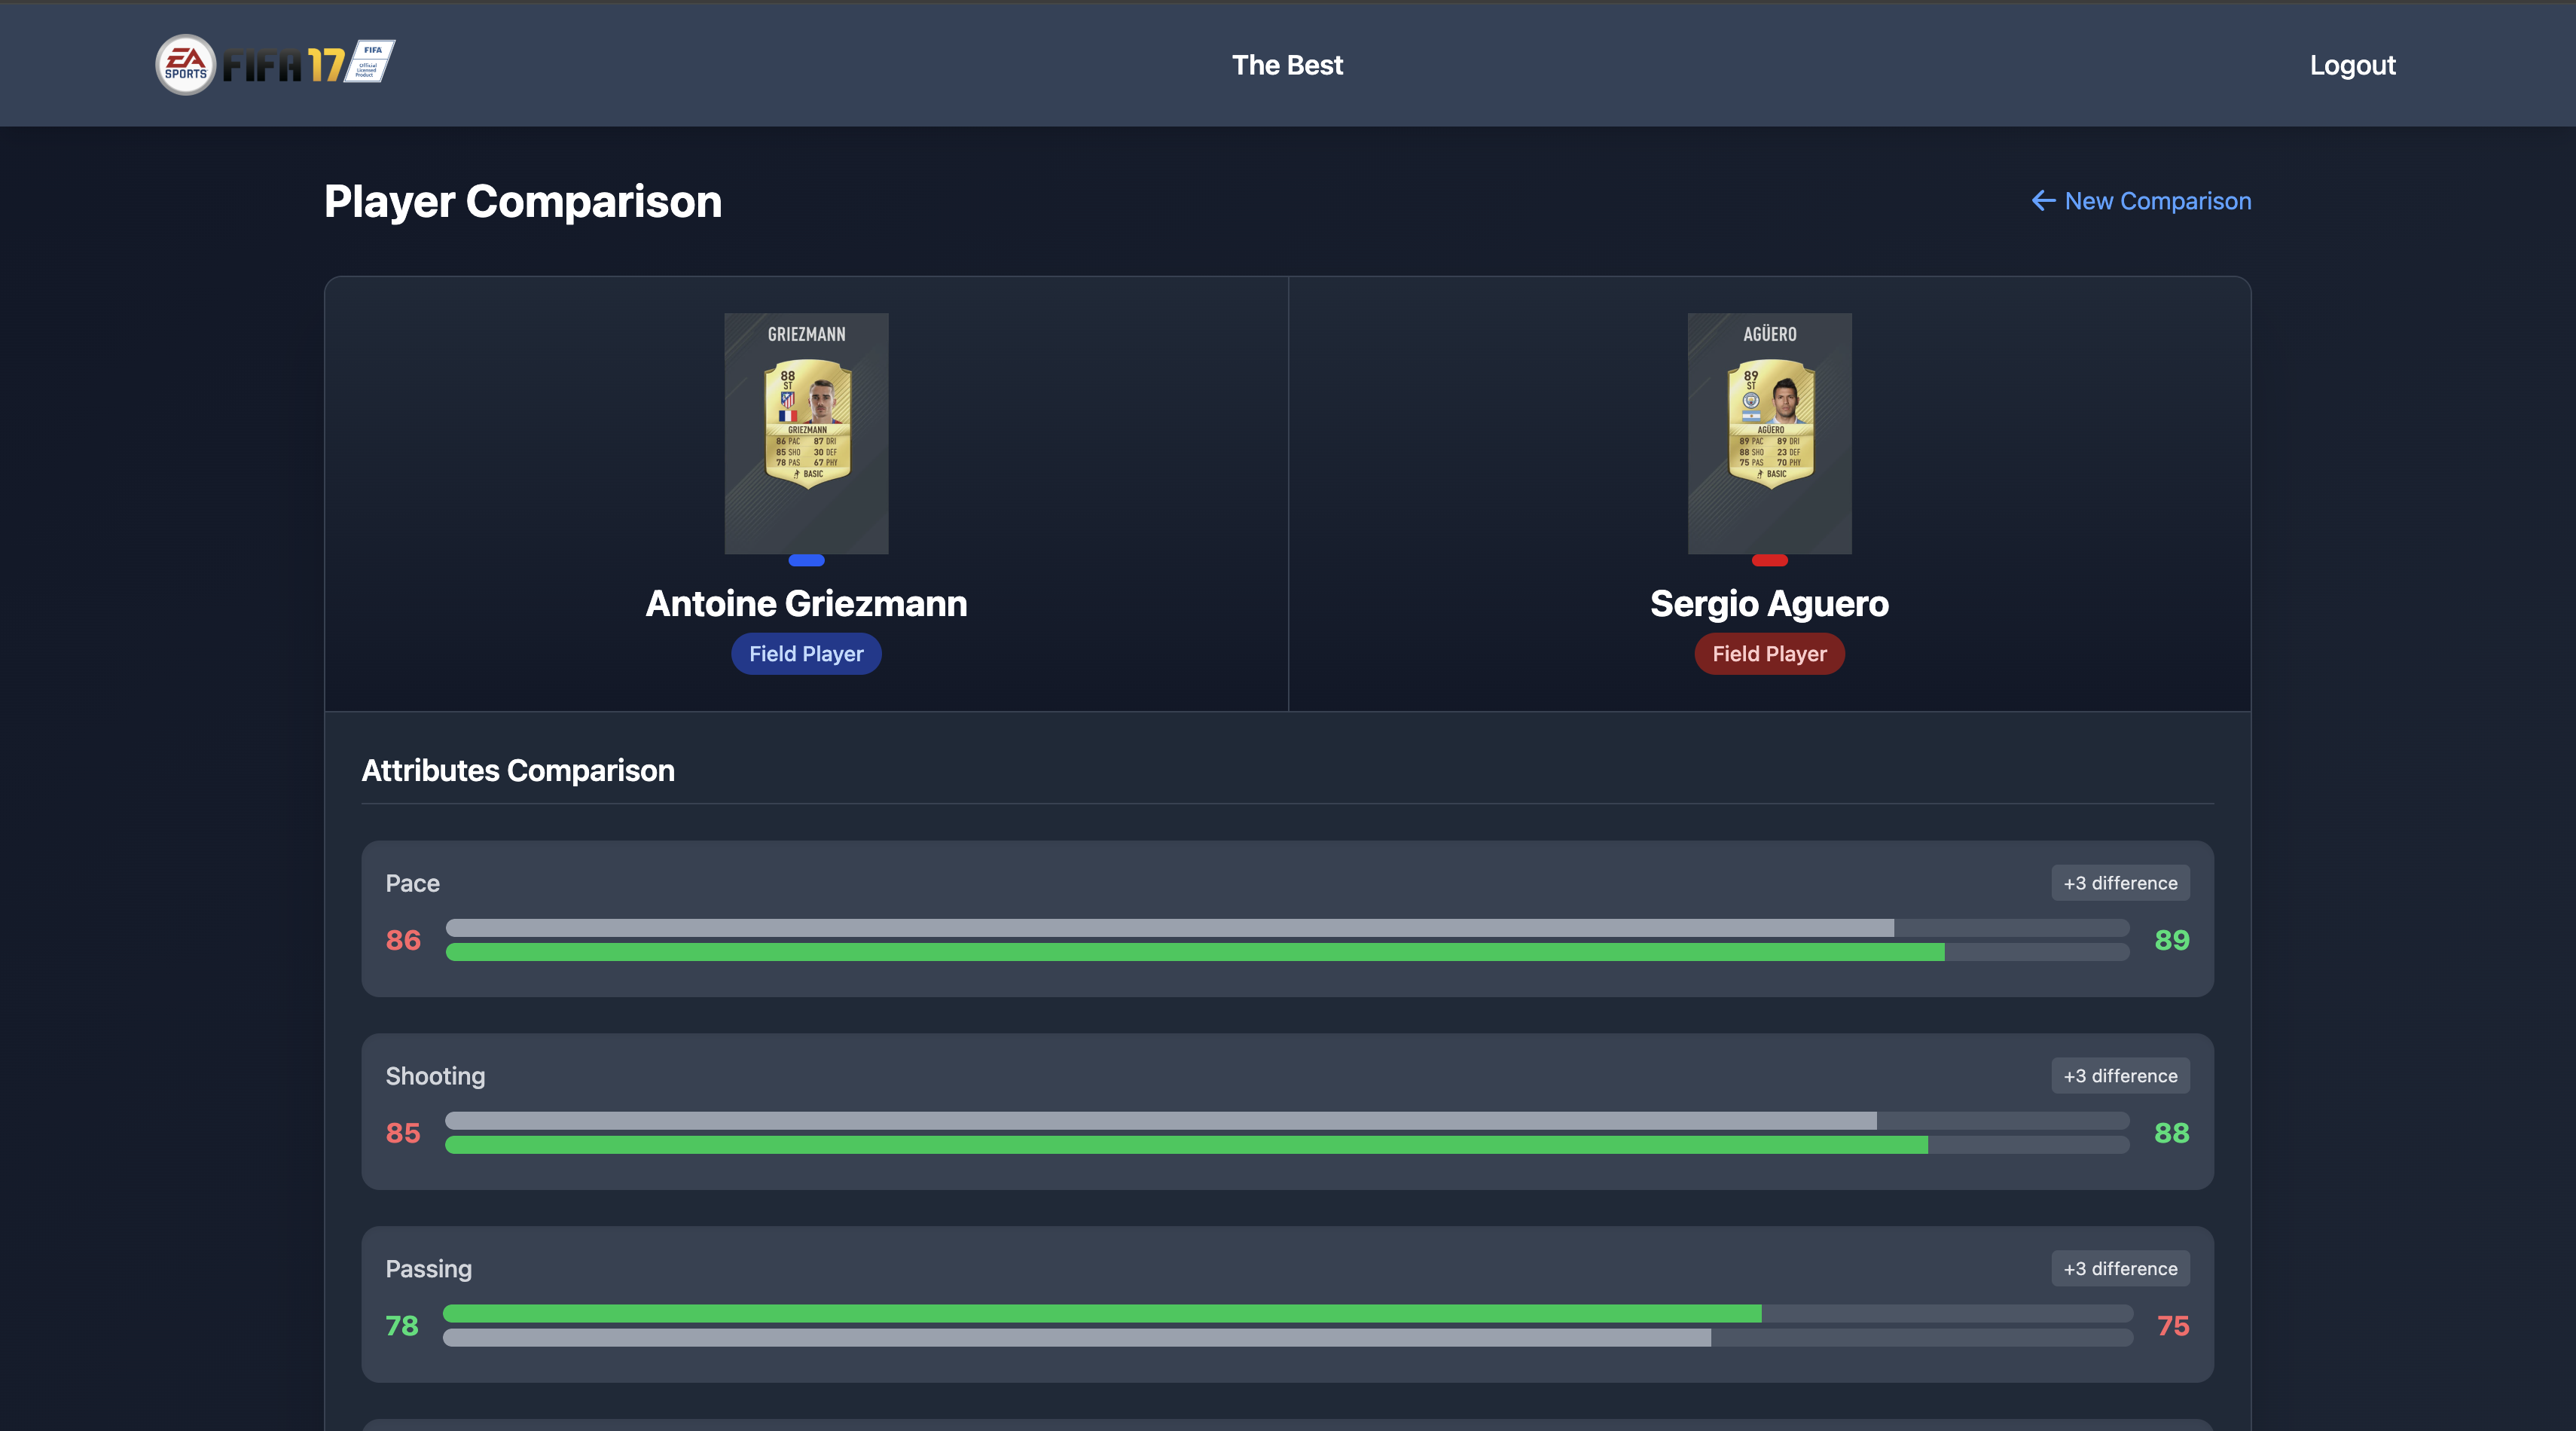 EA
SPORTS
FIFA 17
FIFA
Official
Licensed
Product
The Best
Logout
Player Comparison
← New Comparison
GRIEZMANN
88
ST
GRIEZMANN
86 PAC 87 DRI
85 SHO 30 DEF
78 PAS 67 PHY
BASIC
Antoine Griezmann
Field Player
AGÜERO
89
ST
AGÜERO
89 PAC 89 DRI
88 SHO 23 DEF
75 PAS 70 PHY
BASIC
Sergio Aguero
Field Player
Attributes Comparison
Pace
+3 difference
86
89
Shooting
+3 difference
85
88
Passing
+3 difference
78
75